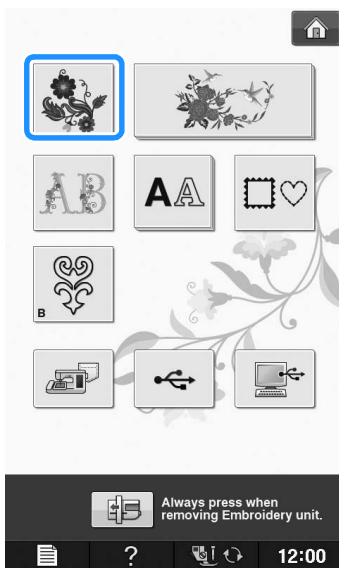 AB
AA
B
Always press when
removing Embroidery unit.
?
12:00